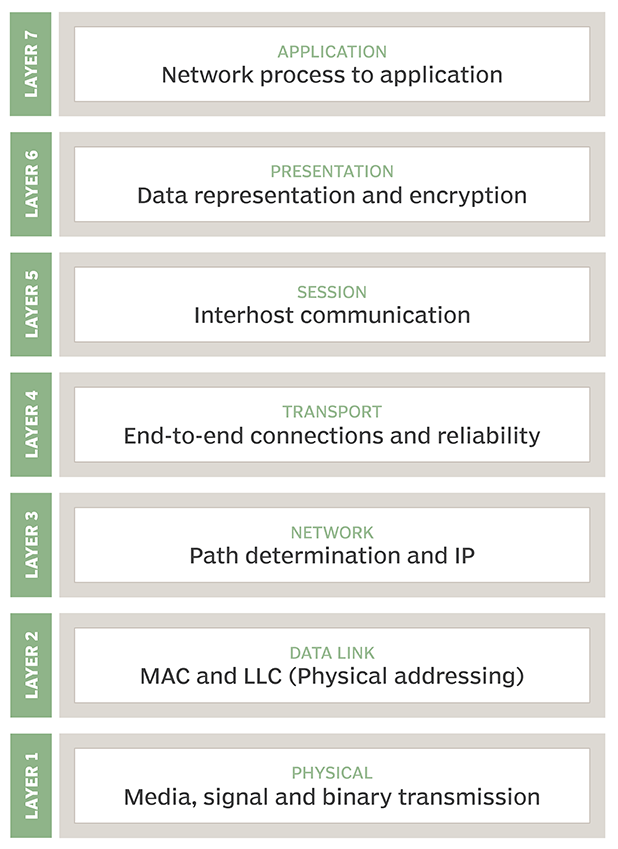 LAYER 7
APPLICATION
Network process to application
LAYER 6
PRESENTATION
Data representation and encryption
LAYER 5
SESSION
Interhost communication
LAYER 4
TRANSPORT
End-to-end connections and reliability
LAYER 3
NETWORK
Path determination and IP
LAYER 2
DATA LINK
MAC and LLC (Physical addressing)
LAYER 1
PHYSICAL
Media, signal and binary transmission